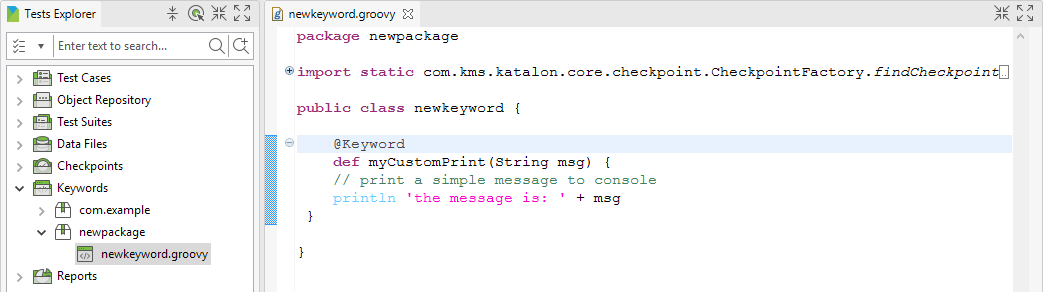 Tests Explorer
Enter text to search...
Test Cases
Object Repository
Test Suites
Data Files
Checkpoints
Keywords
com.example
newpackage
newkeyword.groovy
Reports
newkeyword.groovy
package newpackage
import static com.kms.katalon.core.checkpoint.CheckpointFactory.findCheckpoint..
public class newkeyword {
@Keyword
def myCustomPrint(String msg) {
// print a simple message to console
println 'the message is: ' + msg
}
}